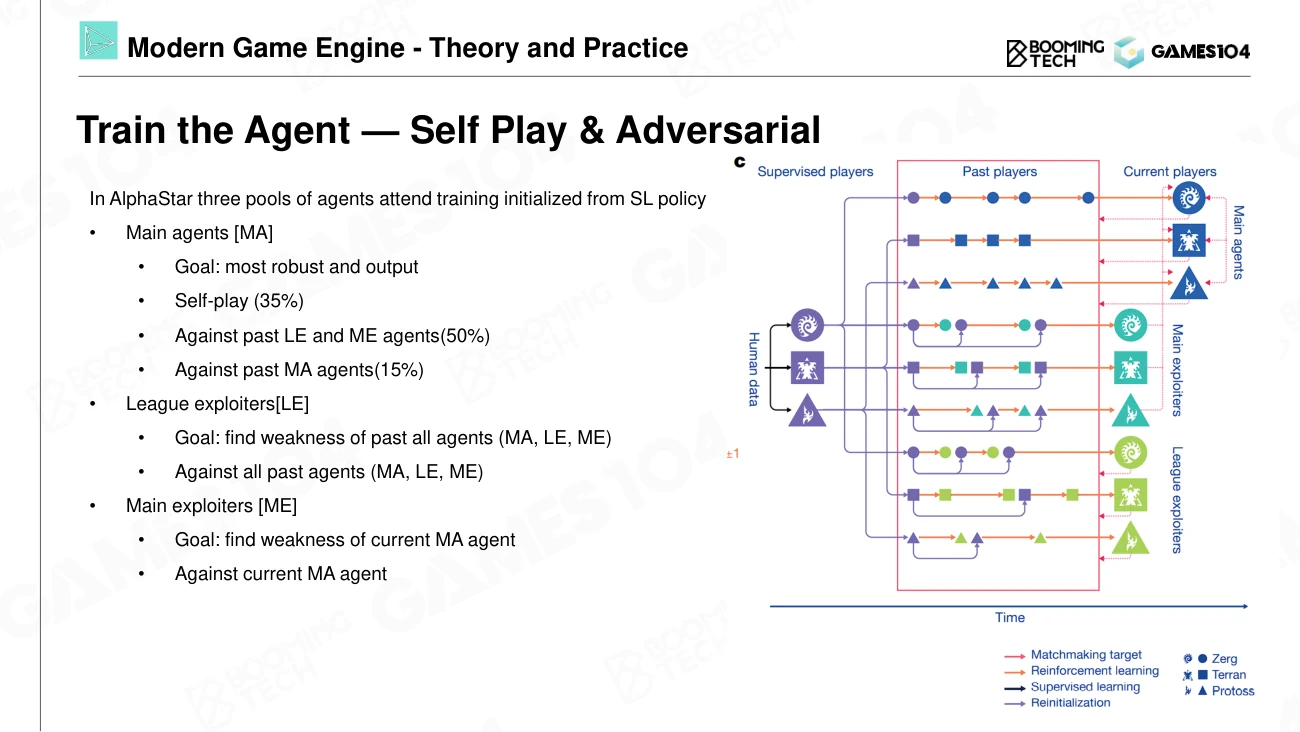 Modern Game Engine - Theory and Practice
BOOMING
TECH
GAMES104
Train the Agent — Self Play & Adversarial
In AlphaStar three pools of agents attend training initialized from SL policy
• Main agents [MA]
• Goal: most robust and output
• Self-play (35%)
• Against past LE and ME agents(50%)
• Against past MA agents(15%)
• League exploiters[LE]
• Goal: find weakness of past all agents (MA, LE, ME)
• Against all past agents (MA, LE, ME)
• Main exploiters [ME]
• Goal: find weakness of current MA agent
• Against current MA agent
c
Supervised players
Past players
Current players
Human data
Main agents
Main exploiters
League exploiters
±1
Time
Matchmaking target
Reinforcement learning
Supervised learning
Reinitialization
Zerg
Terran
Protoss